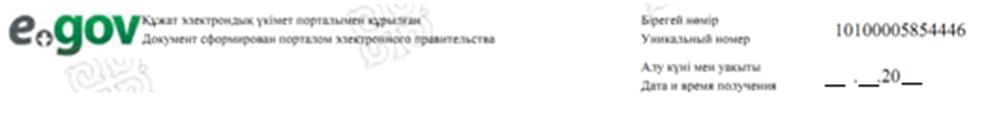 e.gov
Құжат электрондық үкімет порталымен құрылған
Документ сформирован порталом электронного правительства
Бірегей нөмір
Уникальный номер
10100005854446
Алу күні мен уақыты
Дата и время получения
__ .__.20__